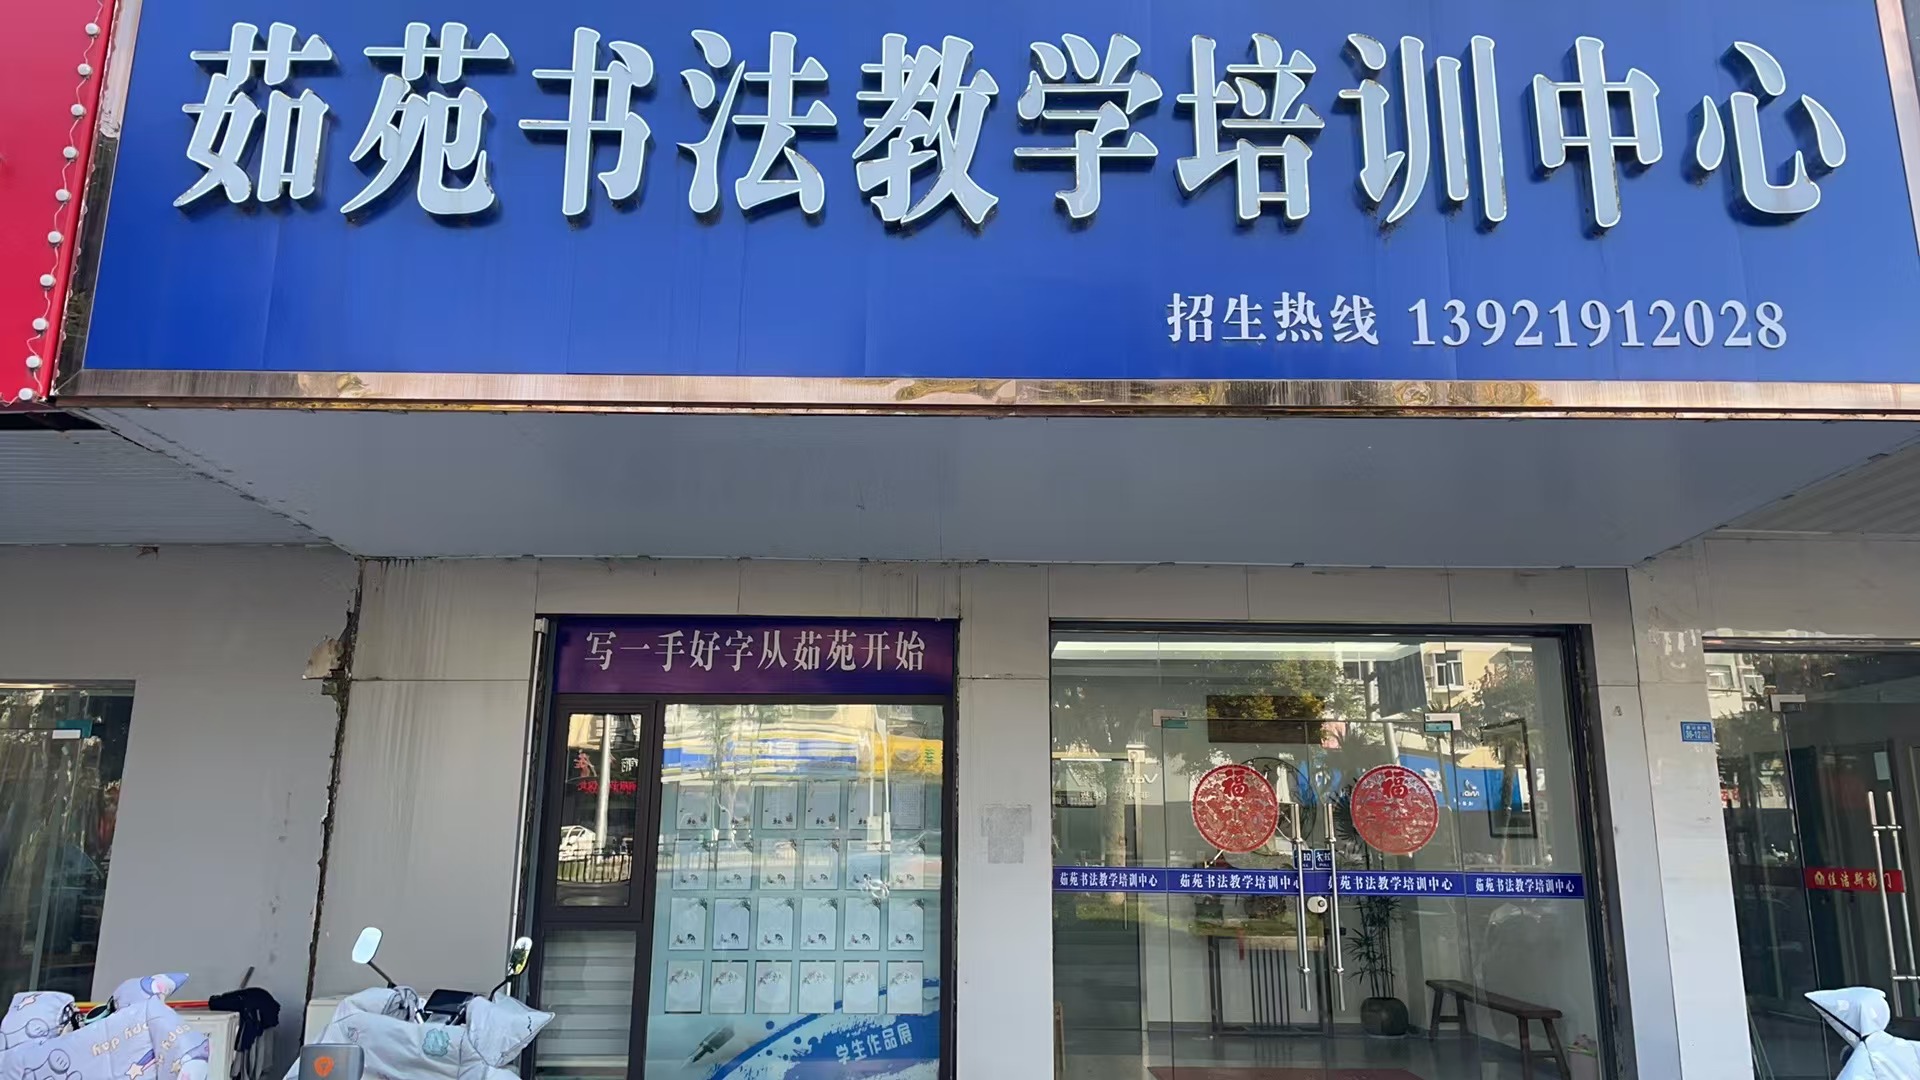 茹苑书法教学培训中心
招生热线 13921912028
写一手好字从茹苑开始
福 福
茹苑书法教学培训中心 茹苑书法教学培训中心 茹苑书法教学培训中心 茹苑书法教学培训中心
学生作品展